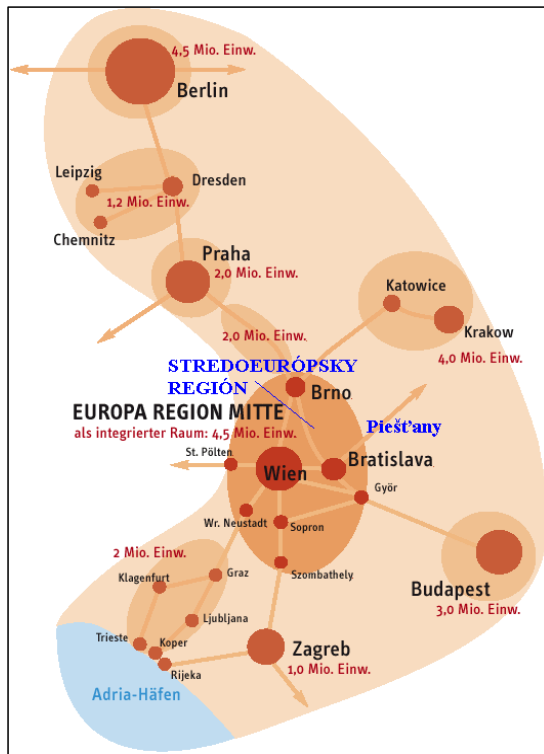 4,5 Mio. Einw.
Berlin
Leipzig
Dresden
1,2 Mio. Einw.
Chemnitz
Praha
2,0 Mio. Einw.
Katowice
Krakow
4,0 Mio. Einw.
2,0 Mio. Einw.
STREDOEURÓPSKY
REGIÓN
Brno
EUROPA REGION MITTE
als integrierter Raum: 4,5 Mio. Einw.
Piešťany
St. Pölten
Wien
Bratislava
Györ
Wr. Neustadt
Sopron
2 Mio. Einw.
Szombathely
Klagenfurt
Graz
Budapest
3,0 Mio. Einw.
Ljubljana
Trieste
Koper
Zagreb
Rijeka
1,0 Mio. Einw.
Adria-Häfen